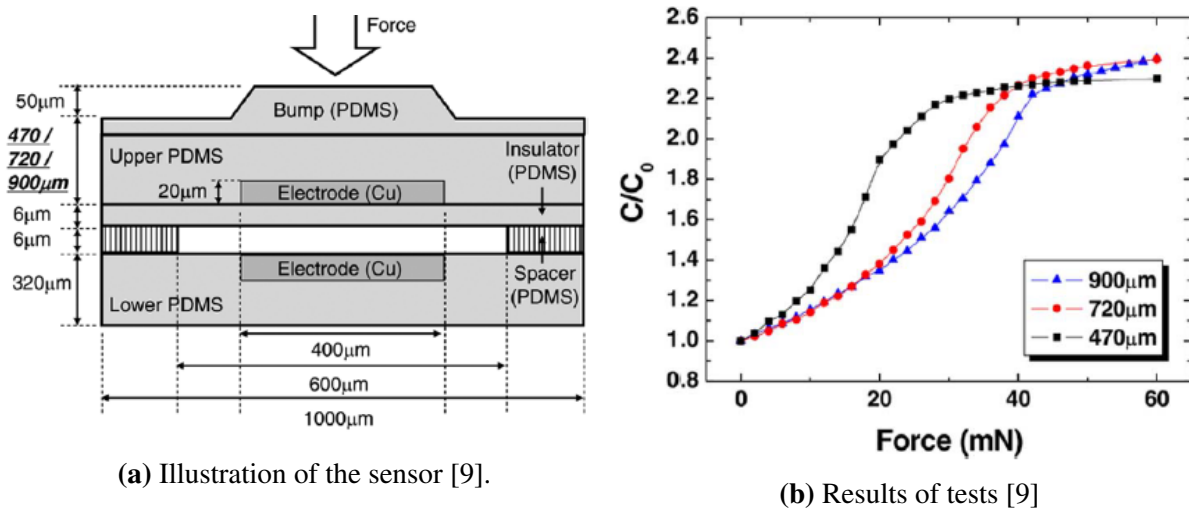 Force
50μm
Bump (PDMS)
470 /
720 /
900μm
Upper PDMS
Insulator
(PDMS)
20μm
Electrode (Cu)
6μm
6μm
Electrode (Cu)
320μm
Spacer
(PDMS)
Lower PDMS
400μm
600μm
1000μm
(a) Illustration of the sensor [9].
2.6
2.4
2.2
2.0
1.8
1.6
1.4
1.2
1.0
0.8
C/C0
900μm
720μm
470μm
0 20 40 60
Force (mN)
(b) Results of tests [9]